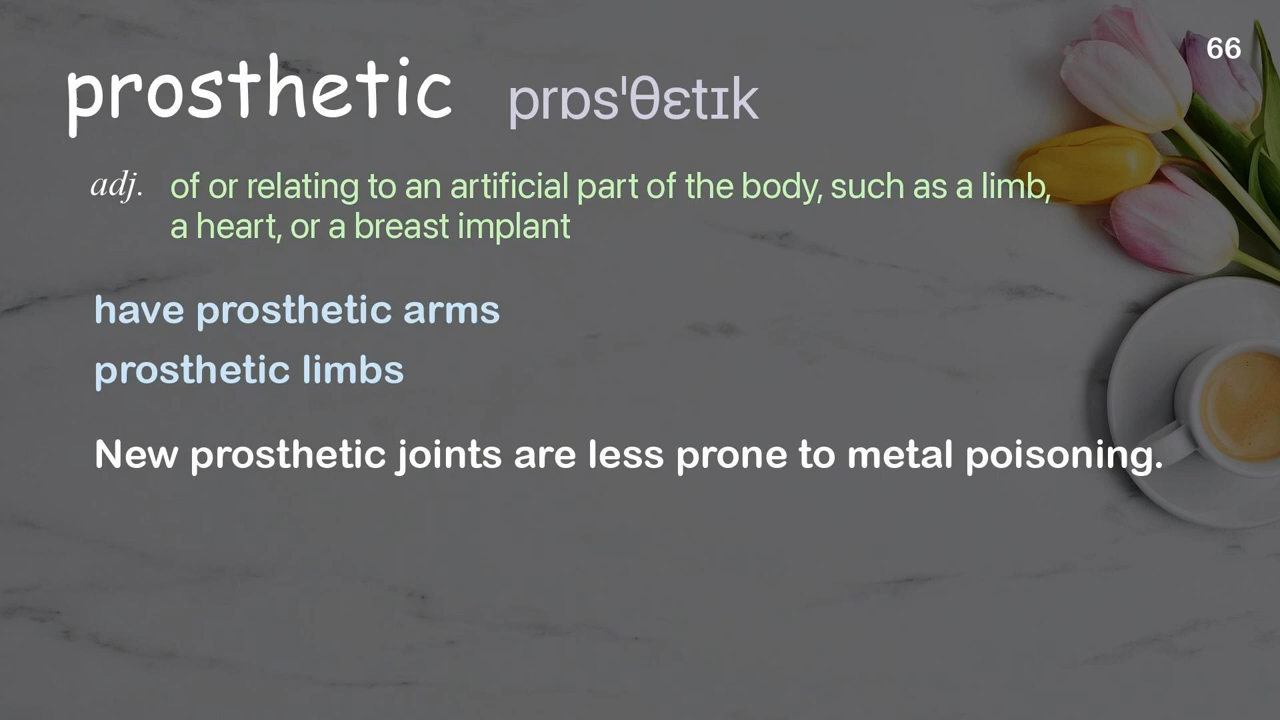 66
prosthetic prɒsˈθɛtɪk
adj. of or relating to an artificial part of the body, such as a limb,
a heart, or a breast implant
have prosthetic arms
prosthetic limbs
New prosthetic joints are less prone to metal poisoning.